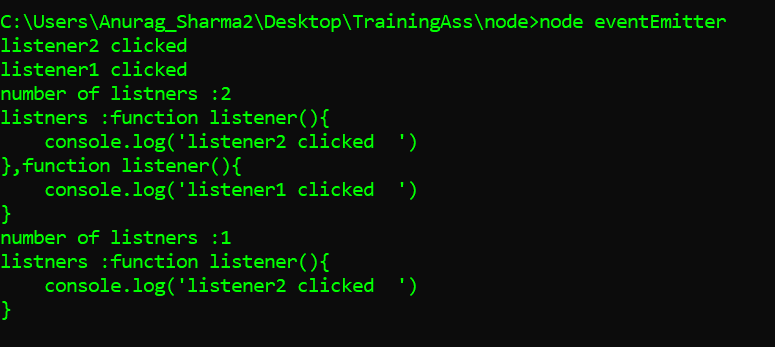 C:\Users\Anurag_Sharma2\Desktop\TrainingAss\node>node eventEmitter
listener2 clicked
listener1 clicked
number of listners :2
listners :function listener(){
    console.log('listener2 clicked  ')
},function listener(){
    console.log('listener1 clicked  ')
}
number of listners :1
listners :function listener(){
    console.log('listener2 clicked  ')
}